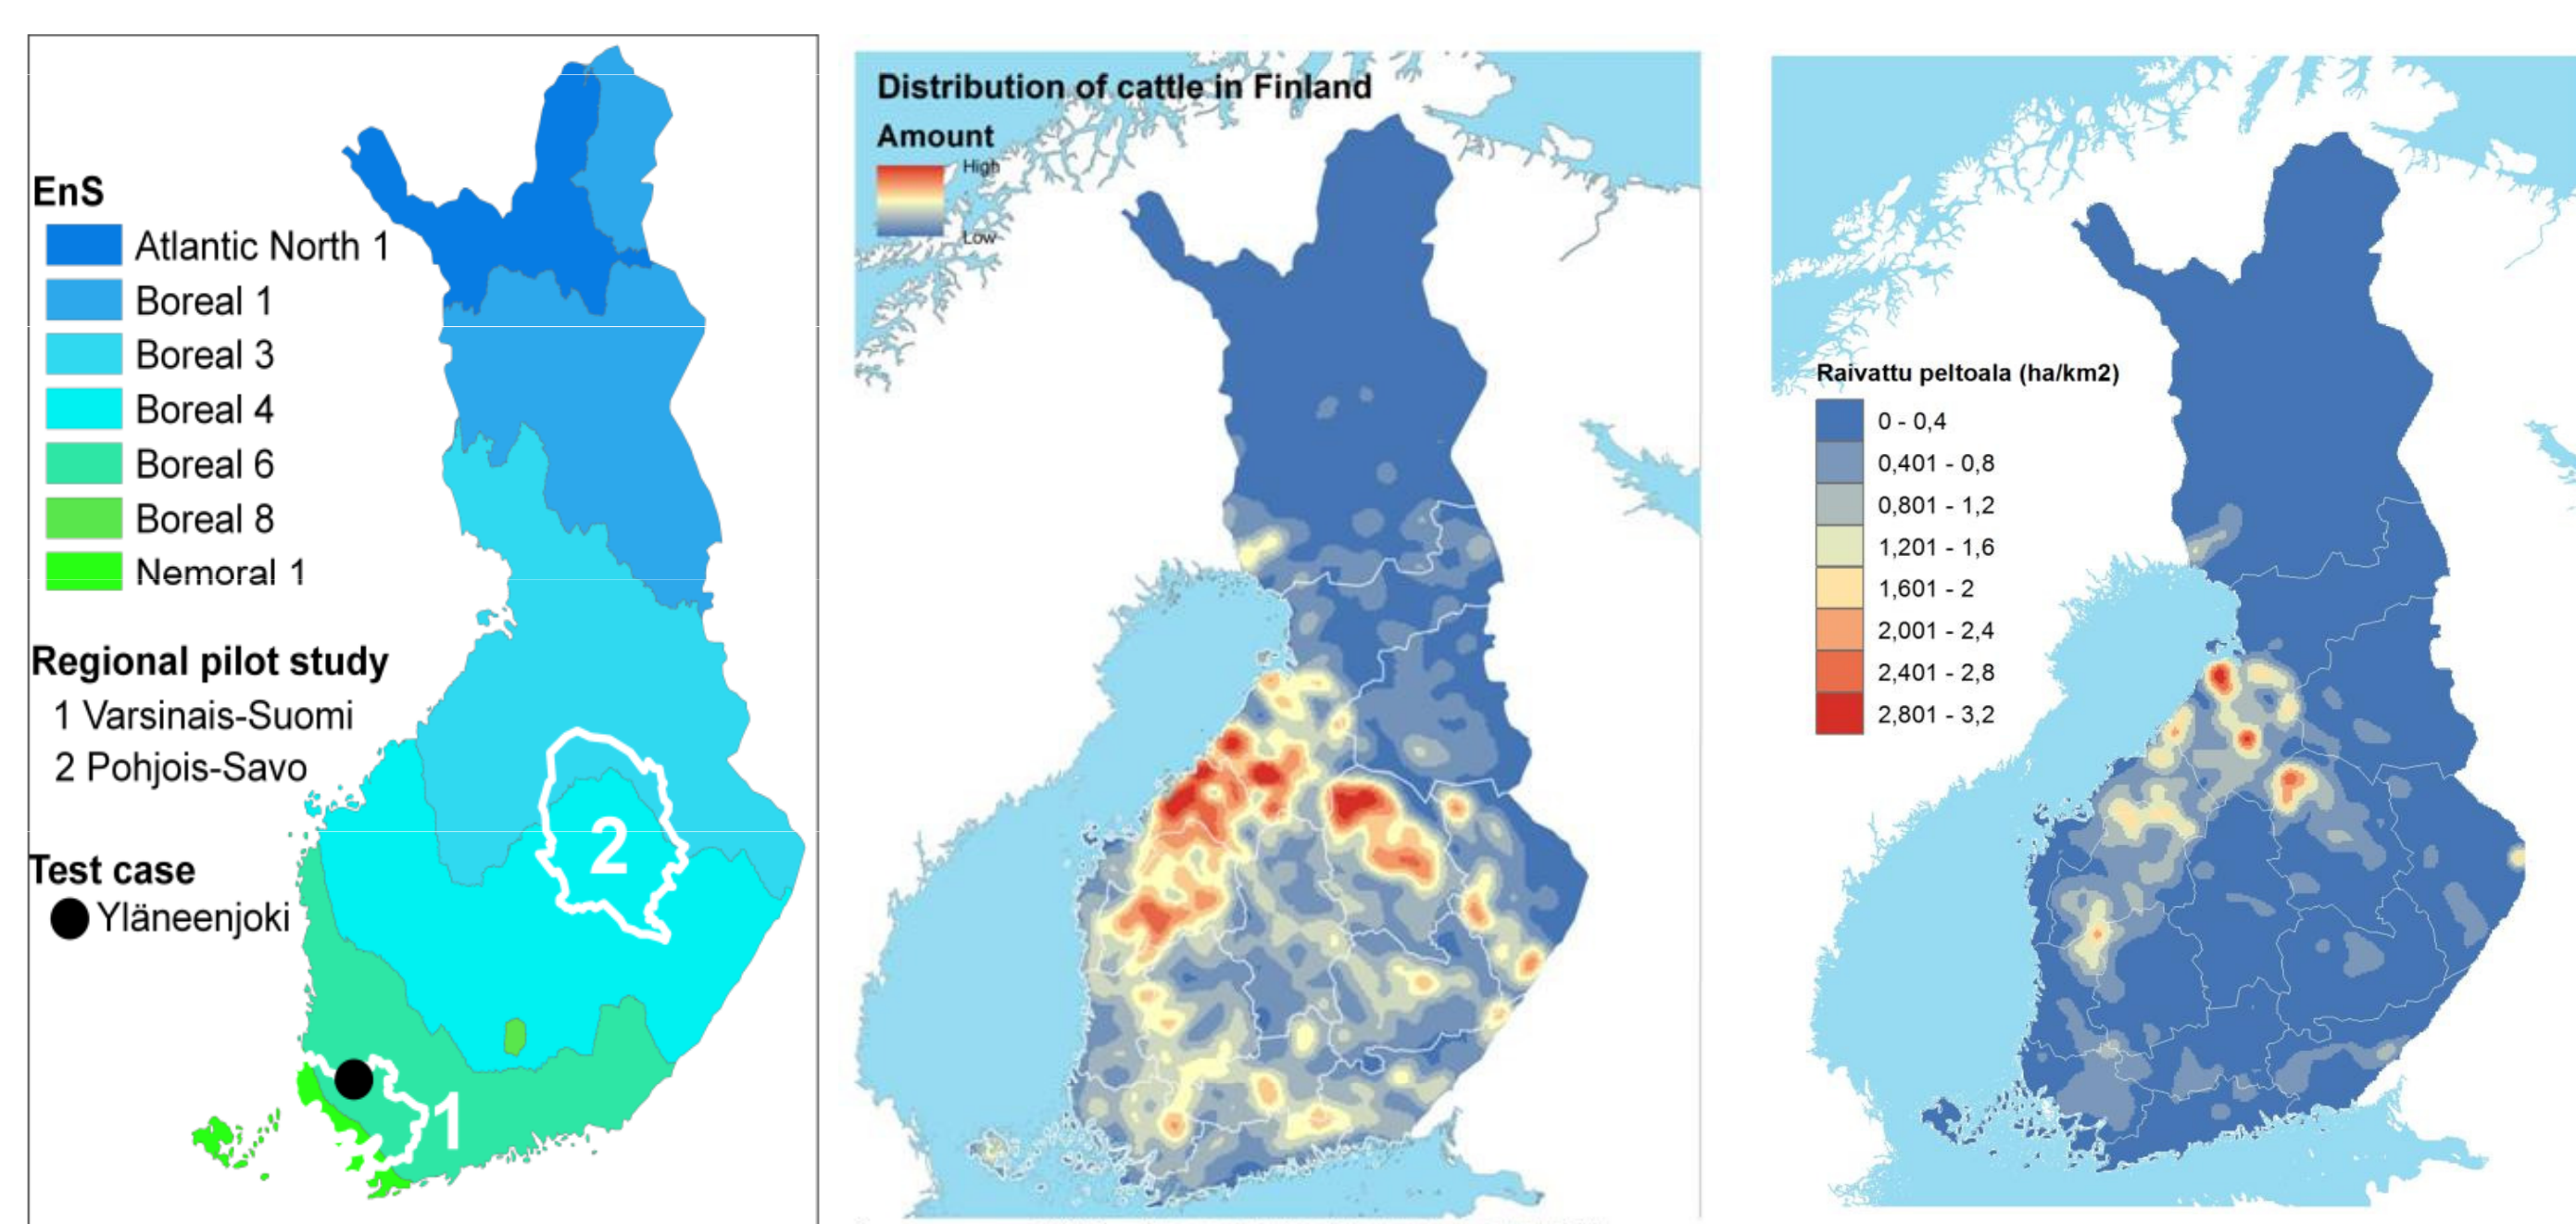 EnS
Atlantic North 1
Boreal 1
Boreal 3
Boreal 4
Boreal 6
Boreal 8
Nemoral 1
Regional pilot study
1 Varsinais-Suomi
2 Pohjois-Savo
Test case
Yläneenjoki
2
1
Distribution of cattle in Finland
Amount
High
Low
Raivattu peltoala (ha/km2)
0 - 0,4
0,401 - 0,8
0,801 - 1,2
1,201 - 1,6
1,601 - 2
2,001 - 2,4
2,401 - 2,8
2,801 - 3,2